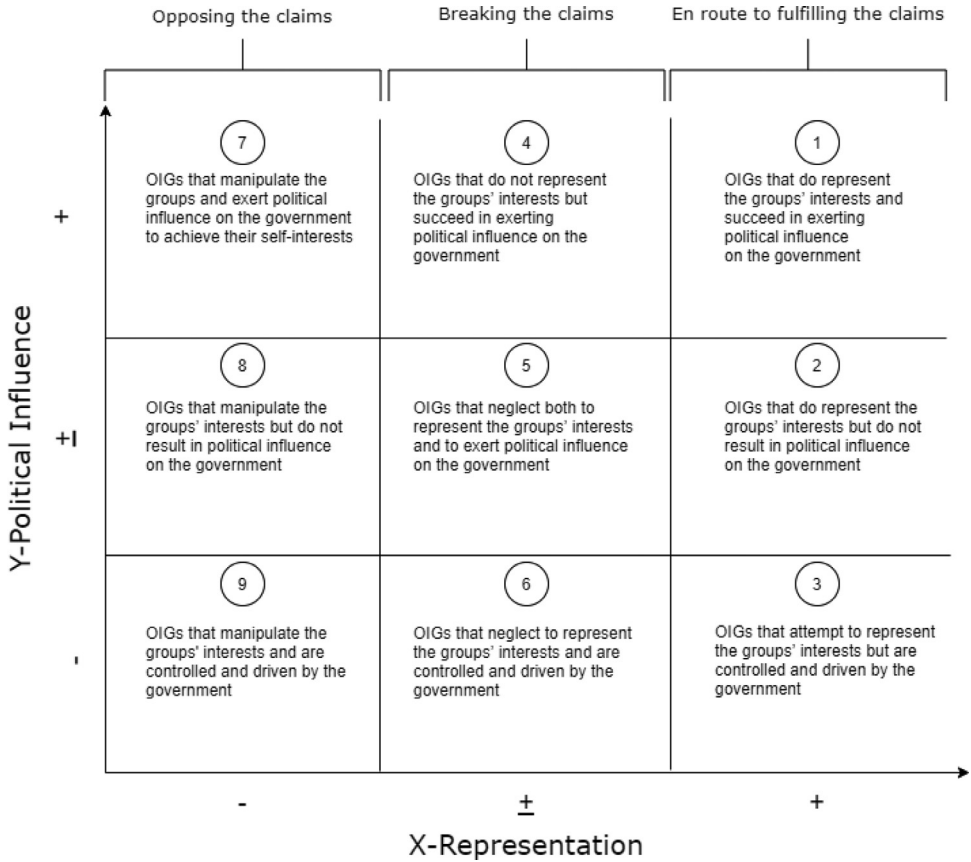 Opposing the claims
Breaking the claims
En route to fulfilling the claims
Y-Political Influence
+
7
OIGs that manipulate the
groups and exert political
influence on the government
to achieve their self-interests
4
OIGs that do not represent
the groups' interests but
succeed in exerting
political influence on the
government
1
OIGs that do represent
the groups' interests and
succeed in exerting
political influence
on the government
±
8
OIGs that manipulate the
groups' interests but do not
result in political influence
on the government
5
OIGs that neglect both to
represent the groups' interests
and to exert political influence
on the government
2
OIGs that do represent the
groups' interests but do not
result in political influence
on the government
-
9
OIGs that manipulate the
groups' interests and are
controlled and driven by the
government
6
OIGs that neglect to represent
the groups' interests and are
controlled and driven by the
government
3
OIGs that attempt to represent
the groups' interests but are
controlled and driven by the
government
-
±
+
X-Representation